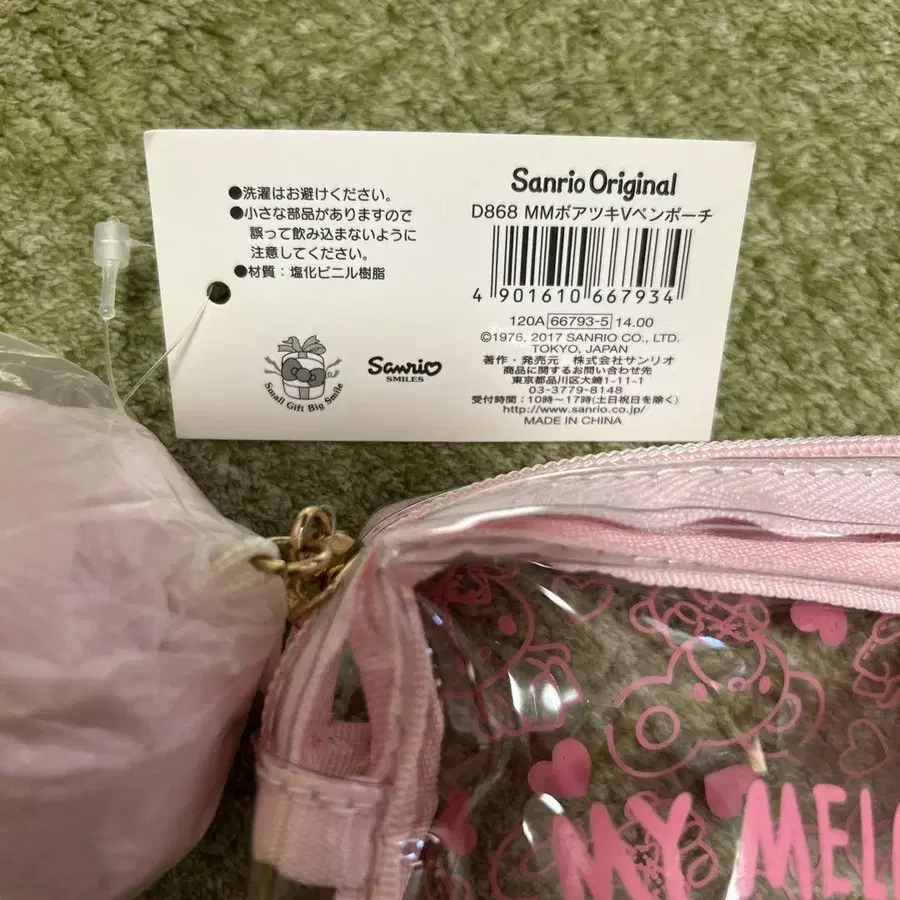 ●洗濯はお避けください。
●小さな部品がありますので
誤って飲み込まないように
注意してください。
●材質：塩化ビニル樹脂
Small Gift Big Smile
Sanrio
SMILES
Sanrio Original
D868 MMボアツキVペンポーチ
4 901610 667934
120A 66793-5 14.00
©1976, 2017 SANRIO CO., LTD.
TOKYO, JAPAN
著作・発売元 株式会社サンリオ
商品に関するお問い合わせ先
東京都品川区大崎1-11-1
03-3779-8148
受付時間：10時〜17時(土日祝日を除く)
http://www.sanrio.co.jp/
MADE IN CHINA
MY MEL